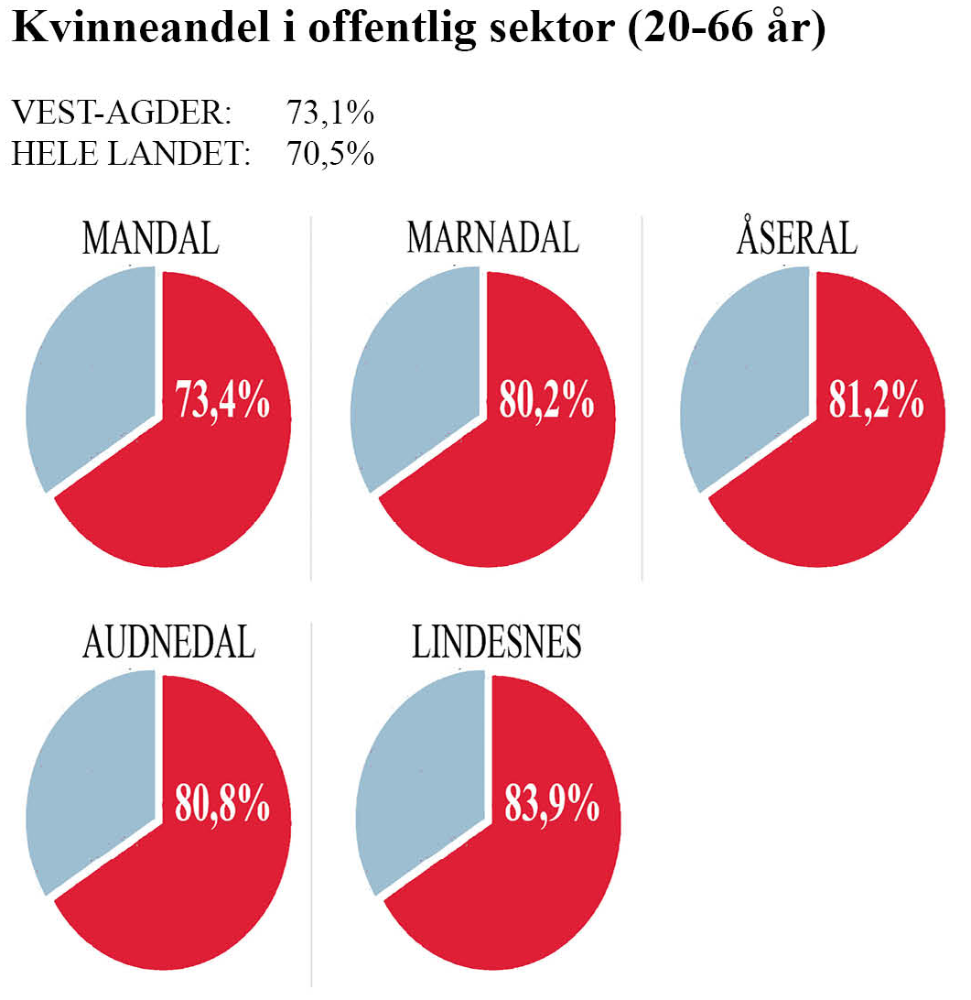 Kvinneandel i offentlig sektor (20-66 år)
VEST-AGDER: 73,1%
HELE LANDET: 70,5%
MANDAL
73,4%
MARNADAL
80,2%
ÅSERAL
81,2%
AUDNEDAL
80,8%
LINDESNES
83,9%